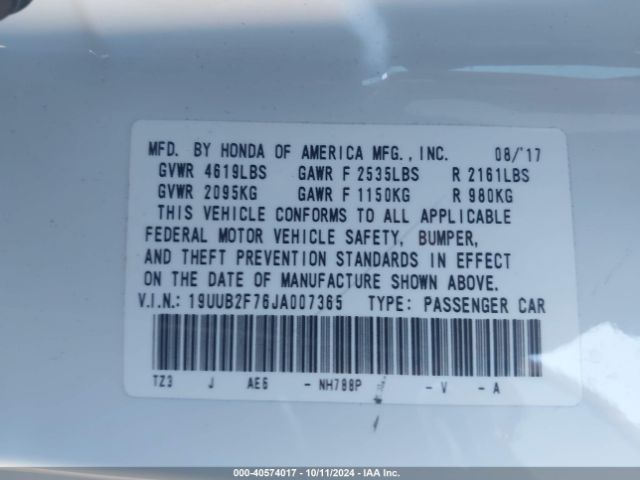 MFD. BY HONDA OF AMERICA MFG., INC. 08/'17
GVWR 4619LBS GAWR F 2535LBS R 2161LBS
GVWR 2095KG GAWR F 1150KG R 980KG
THIS VEHICLE CONFORMS TO ALL APPLICABLE
FEDERAL MOTOR VEHICLE SAFETY, BUMPER,
AND THEFT PREVENTION STANDARDS IN EFFECT
ON THE DATE OF MANUFACTURE SHOWN ABOVE.
V.I.N.: 19UUB2F76JA007365 TYPE: PASSENGER CAR
TZ3 J AE6 - NH788P - V - A
000-40574017 - 10/11/2024 - IAA Inc.